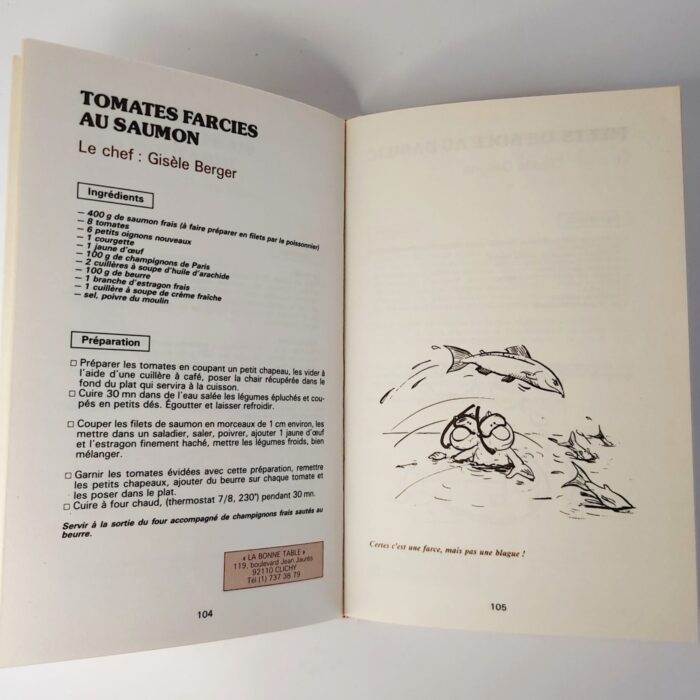 TOMATES FARCIES
AU SAUMON
Le chef : Gisèle Berger
Ingrédients
— 400 g de saumon frais (à faire préparer en filets par le poissonnier)
— 8 tomates
— 6 petits oignons nouveaux
— 1 courgette
— 1 jaune d'œuf
— 100 g de champignons de Paris
— 2 cuillères à soupe d'huile d'arachide
— 100 g de beurre
— 1 branche d'estragon frais
— 1 cuillère à soupe de crème fraîche
— sel, poivre du moulin
Préparation
□ Préparer les tomates en coupant un petit chapeau, les vider à
l'aide d'une cuillère à café, poser la chair récupérée dans le
fond du plat qui servira à la cuisson.
□ Cuire 30 mn dans de l'eau salée les légumes épluchés et cou-
pés en petits dés. Égoutter et laisser refroidir.
□ Couper les filets de saumon en morceaux de 1 cm environ, les
mettre dans un saladier, saler, poivrer, ajouter 1 jaune d'œuf
et l'estragon finement haché, mettre les légumes froids, bien
mélanger.
□ Garnir les tomates évidées avec cette préparation, remettre
les petits chapeaux, ajouter du beurre sur chaque tomate et
les poser dans le plat.
□ Cuire à four chaud, (thermostat 7/8, 230°) pendant 30 mn.
Servir à la sortie du four accompagné de champignons frais sautés au
beurre.
« LA BONNE TABLE »
119, boulevard Jean Jaurès
92110 CLICHY
Tél (1) 737 38 79
104
Certes c'est une farce, mais pas une blague !
105